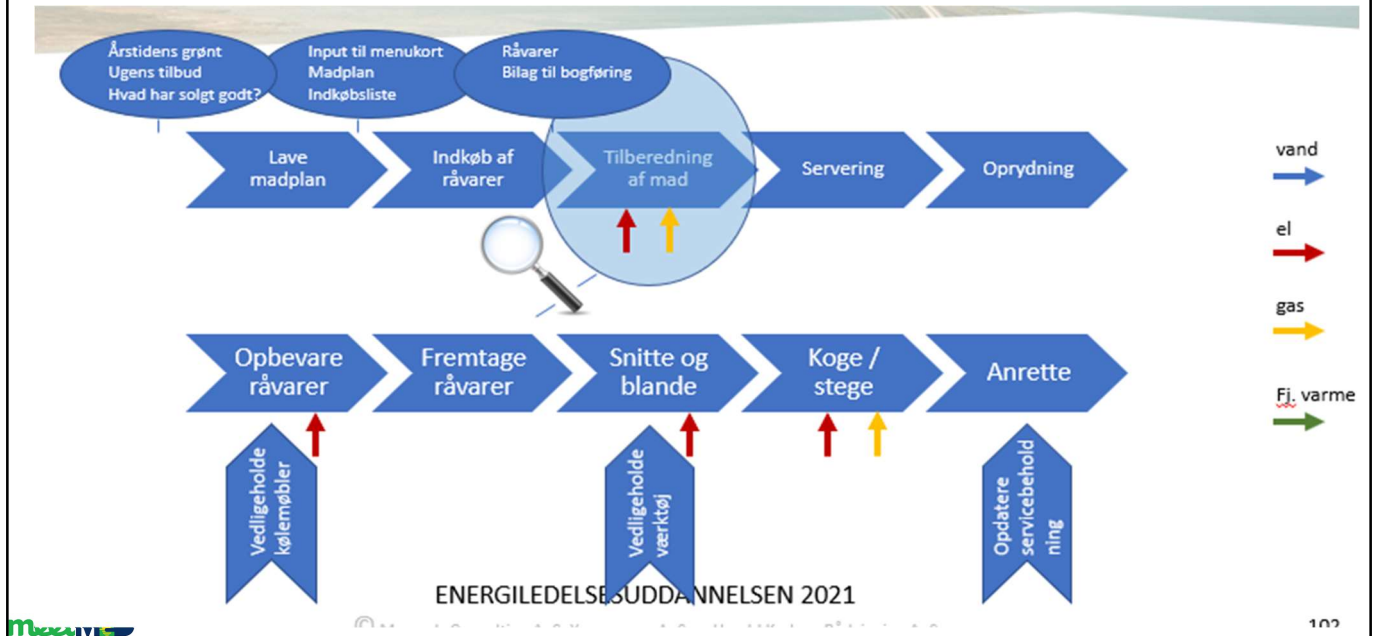 Årstidens grønt
Ugens tilbud
Hvad har solgt godt?
Input til menukort
Madplan
Indkøbsliste
Råvarer
Bilag til bogføring
Lave
madplan
Indkøb af
råvarer
Tilberedning
af mad
Servering
Oprydning
vand
el
gas
Fj. varme
Opbevare
råvarer
Fremtage
råvarer
Snitte og
blande
Koge /
stege
Anrette
Vedligeholde
kølemøbler
Vedligeholde
værktøj
Opdatere
servicebehold
ning
ENERGILEDELSESUDDANNELSEN 2021
102